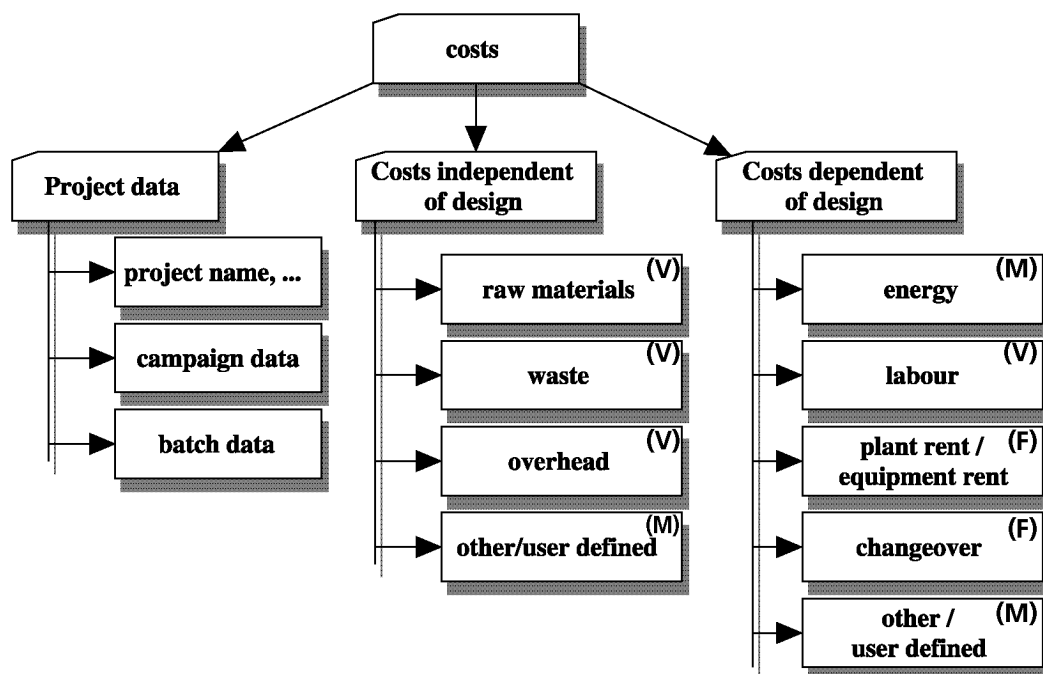 costs
Project data
project name, ...
campaign data
batch data
Costs independent
of design
(V)
raw materials
(V)
waste
(V)
overhead
(M)
other/user defined
Costs dependent
of design
(M)
energy
(V)
labour
(F)
plant rent /
equipment rent
(F)
changeover
(M)
other /
user defined